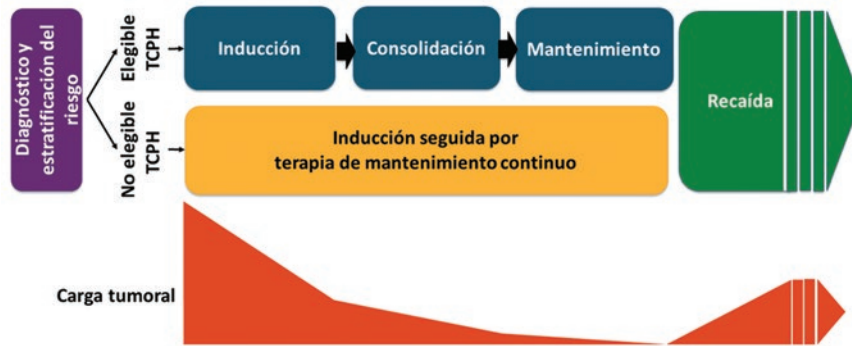 Diagnóstico y
estratificación del
riesgo
Elegible
TCPH
No elegible
TCPH
Inducción
Consolidación
Mantenimiento
Inducción seguida por
terapia de mantenimiento continuo
Recaída
Carga tumoral